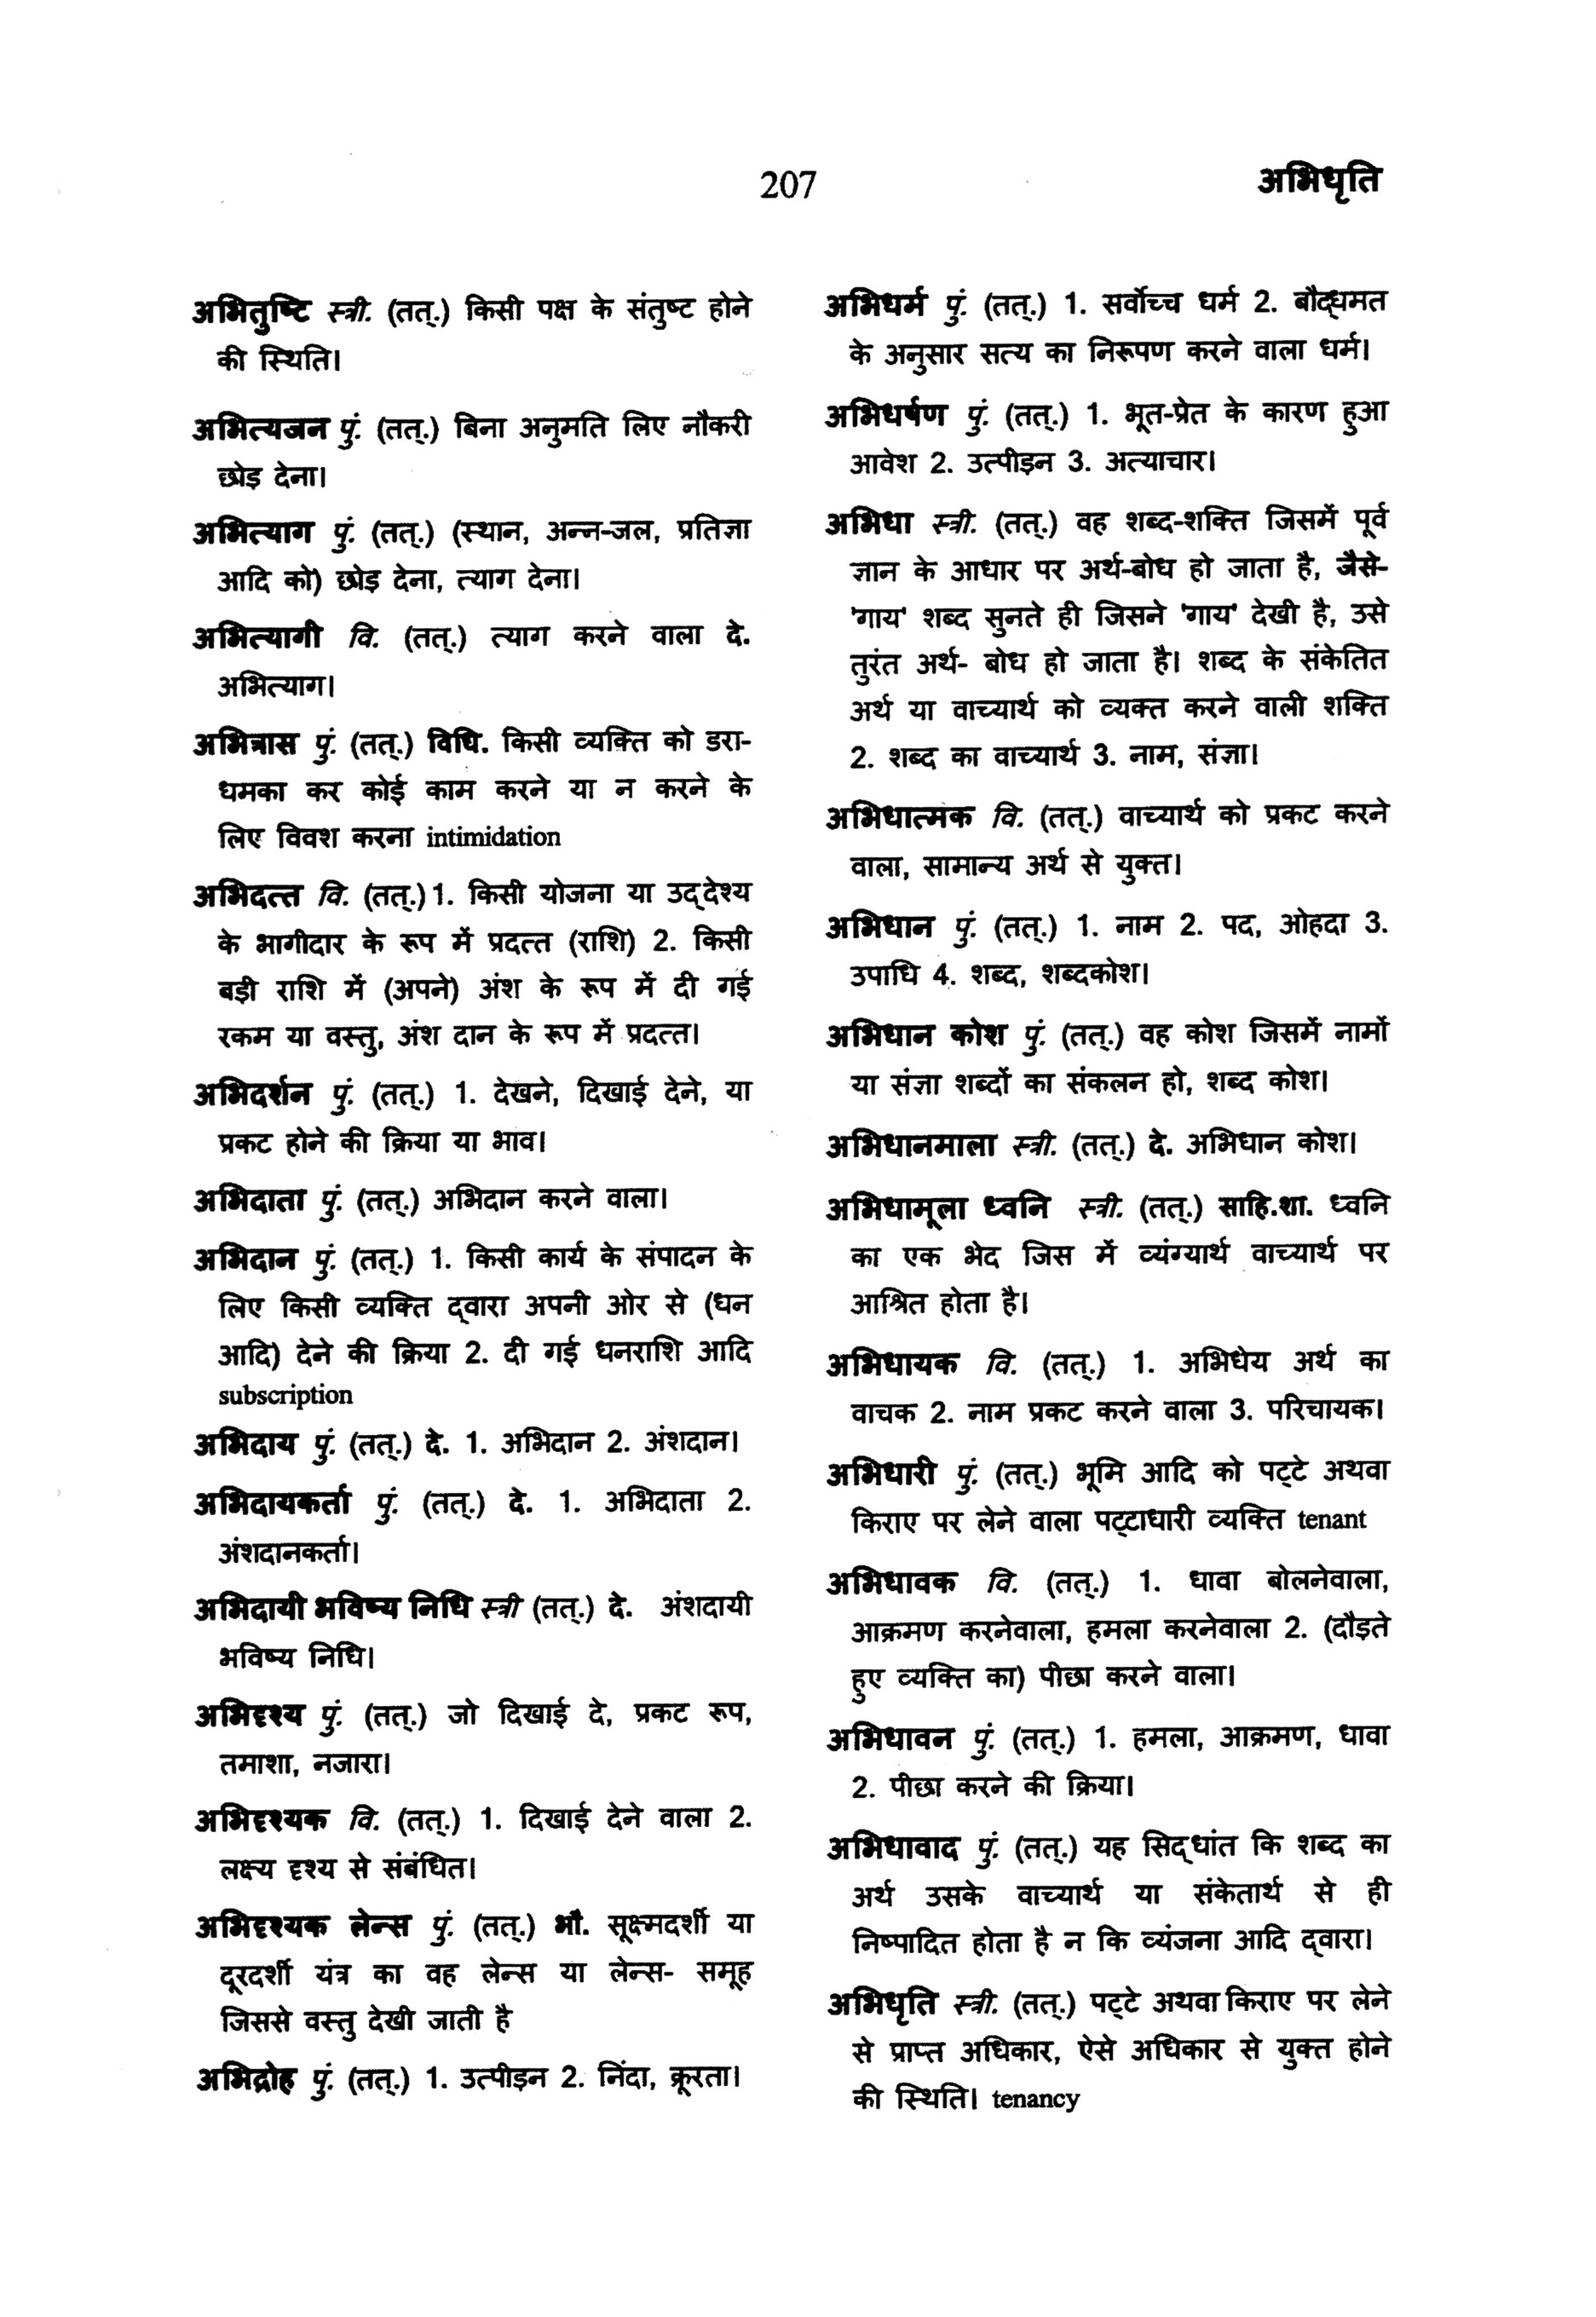 207
अभिधृति
अभितुष्टि स्त्री. (तत्.) किसी पक्ष के संतुष्ट होने
की स्थिति।
अभित्यजन पुं. (तत्.) बिना अनुमति लिए नौकरी
छोड़ देना।
अभित्याग पुं. (तत्.) (स्थान, अन्न-जल, प्रतिज्ञा
आदि को) छोड़ देना, त्याग देना।
अभित्यागी वि. (तत्.) त्याग करने वाला दे.
अभित्याग।
अभित्रास पुं. (तत्.) विधि. किसी व्यक्ति को डरा-
धमका कर कोई काम करने या न करने के
लिए विवश करना intimidation
अभिदत्त वि. (तत्.) 1. किसी योजना या उद्‌देश्य
के भागीदार के रूप में प्रदत्त (राशि) 2. किसी
बड़ी राशि में (अपने) अंश के रूप में दी गई
रकम या वस्तु, अंश दान के रूप में प्रदत्त।
अभिदर्शन पुं. (तत्.) 1. देखने, दिखाई देने, या
प्रकट होने की क्रिया या भाव।
अभिदाता पुं. (तत्.) अभिदान करने वाला।
अभिदान पुं. (तत्.) 1. किसी कार्य के संपादन के
लिए किसी व्यक्ति द्‌वारा अपनी ओर से (धन
आदि) देने की क्रिया 2. दी गई धनराशि आदि
subscription
अभिदाय पुं. (तत्.) दे. 1. अभिदान 2. अंशदान।
अभिदायकर्ता पुं. (तत्.) दे. 1. अभिदाता 2.
अंशदानकर्ता।
अभिदायी भविष्य निधि स्त्री (तत्.) दे. अंशदायी
भविष्य निधि।
अभिदृश्य पुं. (तत्.) जो दिखाई दे, प्रकट रूप,
तमाशा, नजारा।
अभिदृश्यक वि. (तत्.) 1. दिखाई देने वाला 2.
लक्ष्य दृश्य से संबंधित।
अभिदृश्यक लेन्स पुं. (तत्.) भौ. सूक्ष्मदर्शी या
दूरदर्शी यंत्र का वह लेन्स या लेन्स- समूह
जिससे वस्तु देखी जाती है
अभिद्रोह पुं. (तत्.) 1. उत्पीड़न 2. निंदा, क्रूरता।
अभिधर्म पुं. (तत्.) 1. सर्वोच्च धर्म 2. बौद्‌धमत
के अनुसार सत्य का निरूपण करने वाला धर्म।
अभिधर्षण पुं. (तत्.) 1. भूत-प्रेत के कारण हुआ
आवेश 2. उत्पीड़न 3. अत्याचार।
अभिधा स्त्री. (तत्.) वह शब्द-शक्ति जिसमें पूर्व
ज्ञान के आधार पर अर्थ-बोध हो जाता है, जैसे-
'गाय' शब्द सुनते ही जिसने 'गाय' देखी है, उसे
तुरंत अर्थ- बोध हो जाता है। शब्द के संकेतित
अर्थ या वाच्यार्थ को व्यक्त करने वाली शक्ति
2. शब्द का वाच्यार्थ 3. नाम, संज्ञा।
अभिधात्मक वि. (तत्.) वाच्यार्थ को प्रकट करने
वाला, सामान्य अर्थ से युक्त।
अभिधान पुं. (तत्.) 1. नाम 2. पद, ओहदा 3.
उपाधि 4. शब्द, शब्दकोश।
अभिधान कोश पुं. (तत्.) वह कोश जिसमें नामों
या संज्ञा शब्दों का संकलन हो, शब्द कोश।
अभिधानमाला स्त्री. (तत्.) दे. अभिधान कोश।
अभिधामूला ध्वनि स्त्री. (तत्.) साहि.शा. ध्वनि
का एक भेद जिस में व्यंग्यार्थ वाच्यार्थ पर
आश्रित होता है।
अभिधायक वि. (तत्.) 1. अभिधेय अर्थ का
वाचक 2. नाम प्रकट करने वाला 3. परिचायक।
अभिधारी पुं. (तत्.) भूमि आदि को पट्‌टे अथवा
किराए पर लेने वाला पट्‌टाधारी व्यक्ति tenant
अभिधावक वि. (तत्.) 1. धावा बोलनेवाला,
आक्रमण करनेवाला, हमला करनेवाला 2. (दौड़ते
हुए व्यक्ति का) पीछा करने वाला।
अभिधावन पुं. (तत्.) 1. हमला, आक्रमण, धावा
2. पीछा करने की क्रिया।
अभिधावाद पुं. (तत्.) यह सिद्‌धांत कि शब्द का
अर्थ उसके वाच्यार्थ या संकेतार्थ से ही
निष्पादित होता है न कि व्यंजना आदि द्‌वारा।
अभिधृति स्त्री. (तत्.) पट्‌टे अथवा किराए पर लेने
से प्राप्त अधिकार, ऐसे अधिकार से युक्त होने
की स्थिति। tenancy